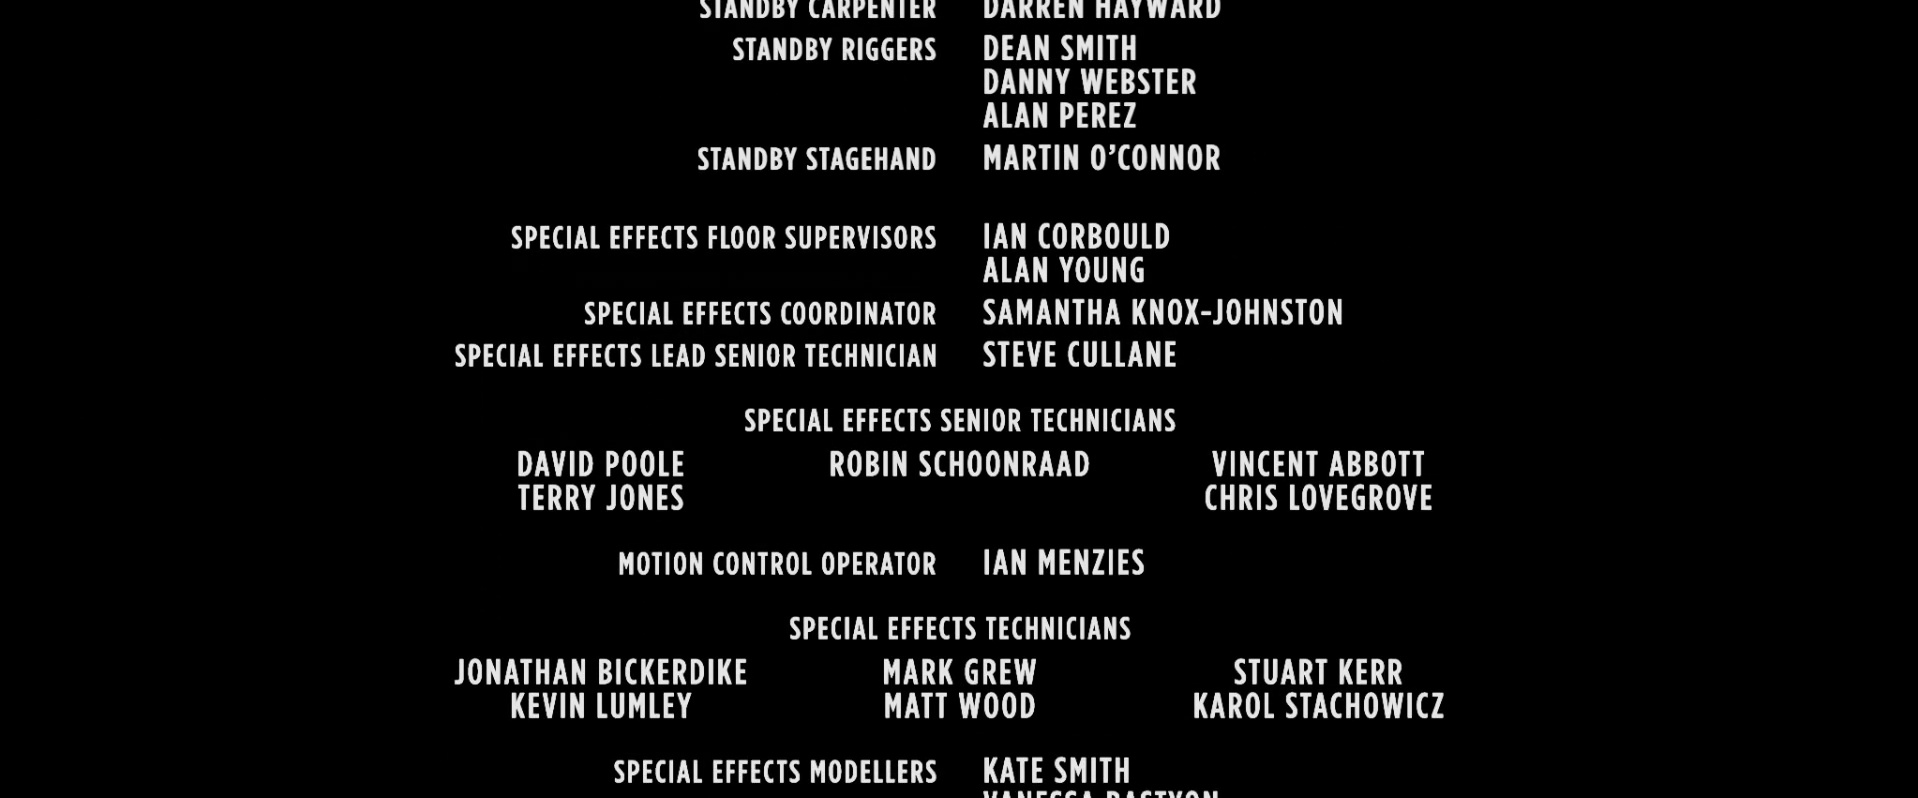 STANDBY CARPENTER DARREN HAYWARD
STANDBY RIGGERS DEAN SMITH
DANNY WEBSTER
ALAN PEREZ
STANDBY STAGEHAND MARTIN O’CONNOR
SPECIAL EFFECTS FLOOR SUPERVISORS IAN CORBOULD
ALAN YOUNG
SPECIAL EFFECTS COORDINATOR SAMANTHA KNOX-JOHNSTON
SPECIAL EFFECTS LEAD SENIOR TECHNICIAN STEVE CULLANE
SPECIAL EFFECTS SENIOR TECHNICIANS
DAVID POOLE ROBIN SCHOONRAAD VINCENT ABBOTT
TERRY JONES CHRIS LOVEGROVE
MOTION CONTROL OPERATOR IAN MENZIES
SPECIAL EFFECTS TECHNICIANS
JONATHAN BICKERDIKE MARK GREW STUART KERR
KEVIN LUMLEY MATT WOOD KAROL STACHOWICZ
SPECIAL EFFECTS MODELLERS KATE SMITH
VANESSA BASTYON